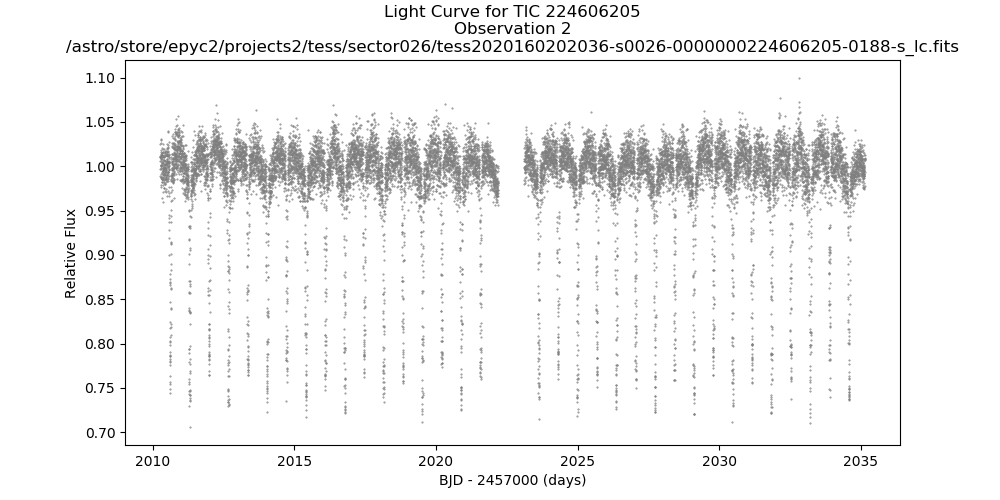 Light Curve for TIC 224606205
Observation 2
/astro/store/epyc2/projects2/tess/sector026/tess2020160202036-s0026-0000000224606205-0188-s_lc.fits
1.10
1.05
1.00
0.95
0.90
0.85
0.80
0.75
0.70
Relative Flux
2010 2015 2020 2025 2030 2035
BJD - 2457000 (days)